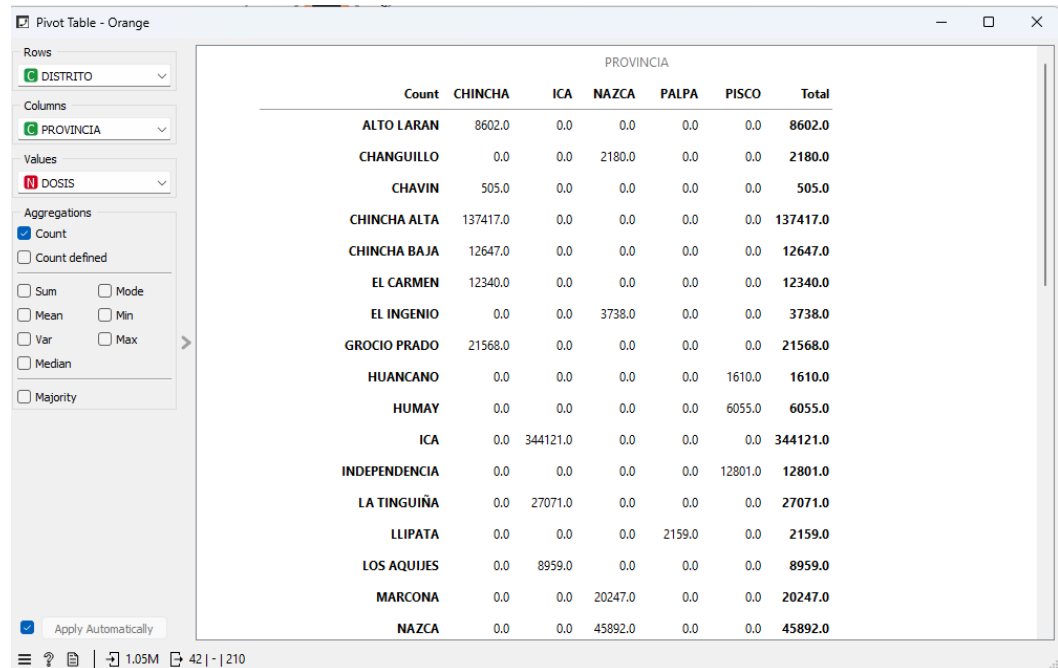 Pivot Table - Orange
Rows
C DISTRITO
Columns
C PROVINCIA
Values
N DOSIS
Aggregations
Count
Count defined
Sum Mode
Mean Min
Var Max
Median
Majority
Apply Automatically
1.05M 42 | - | 210
PROVINCIA
Count CHINCHA ICA NAZCA PALPA PISCO Total
ALTO LARAN 8602.0 0.0 0.0 0.0 0.0 8602.0
CHANGUILLO 0.0 0.0 2180.0 0.0 0.0 2180.0
CHAVIN 505.0 0.0 0.0 0.0 0.0 505.0
CHINCHA ALTA 137417.0 0.0 0.0 0.0 0.0 137417.0
CHINCHA BAJA 12647.0 0.0 0.0 0.0 0.0 12647.0
EL CARMEN 12340.0 0.0 0.0 0.0 0.0 12340.0
EL INGENIO 0.0 0.0 3738.0 0.0 0.0 3738.0
GROCIO PRADO 21568.0 0.0 0.0 0.0 0.0 21568.0
HUANCANO 0.0 0.0 0.0 0.0 1610.0 1610.0
HUMAY 0.0 0.0 0.0 0.0 6055.0 6055.0
ICA 0.0 344121.0 0.0 0.0 0.0 344121.0
INDEPENDENCIA 0.0 0.0 0.0 0.0 12801.0 12801.0
LA TINGUIÑA 0.0 27071.0 0.0 0.0 0.0 27071.0
LLIPATA 0.0 0.0 0.0 2159.0 0.0 2159.0
LOS AQUIJES 0.0 8959.0 0.0 0.0 0.0 8959.0
MARCONA 0.0 0.0 20247.0 0.0 0.0 20247.0
NAZCA 0.0 0.0 45892.0 0.0 0.0 45892.0